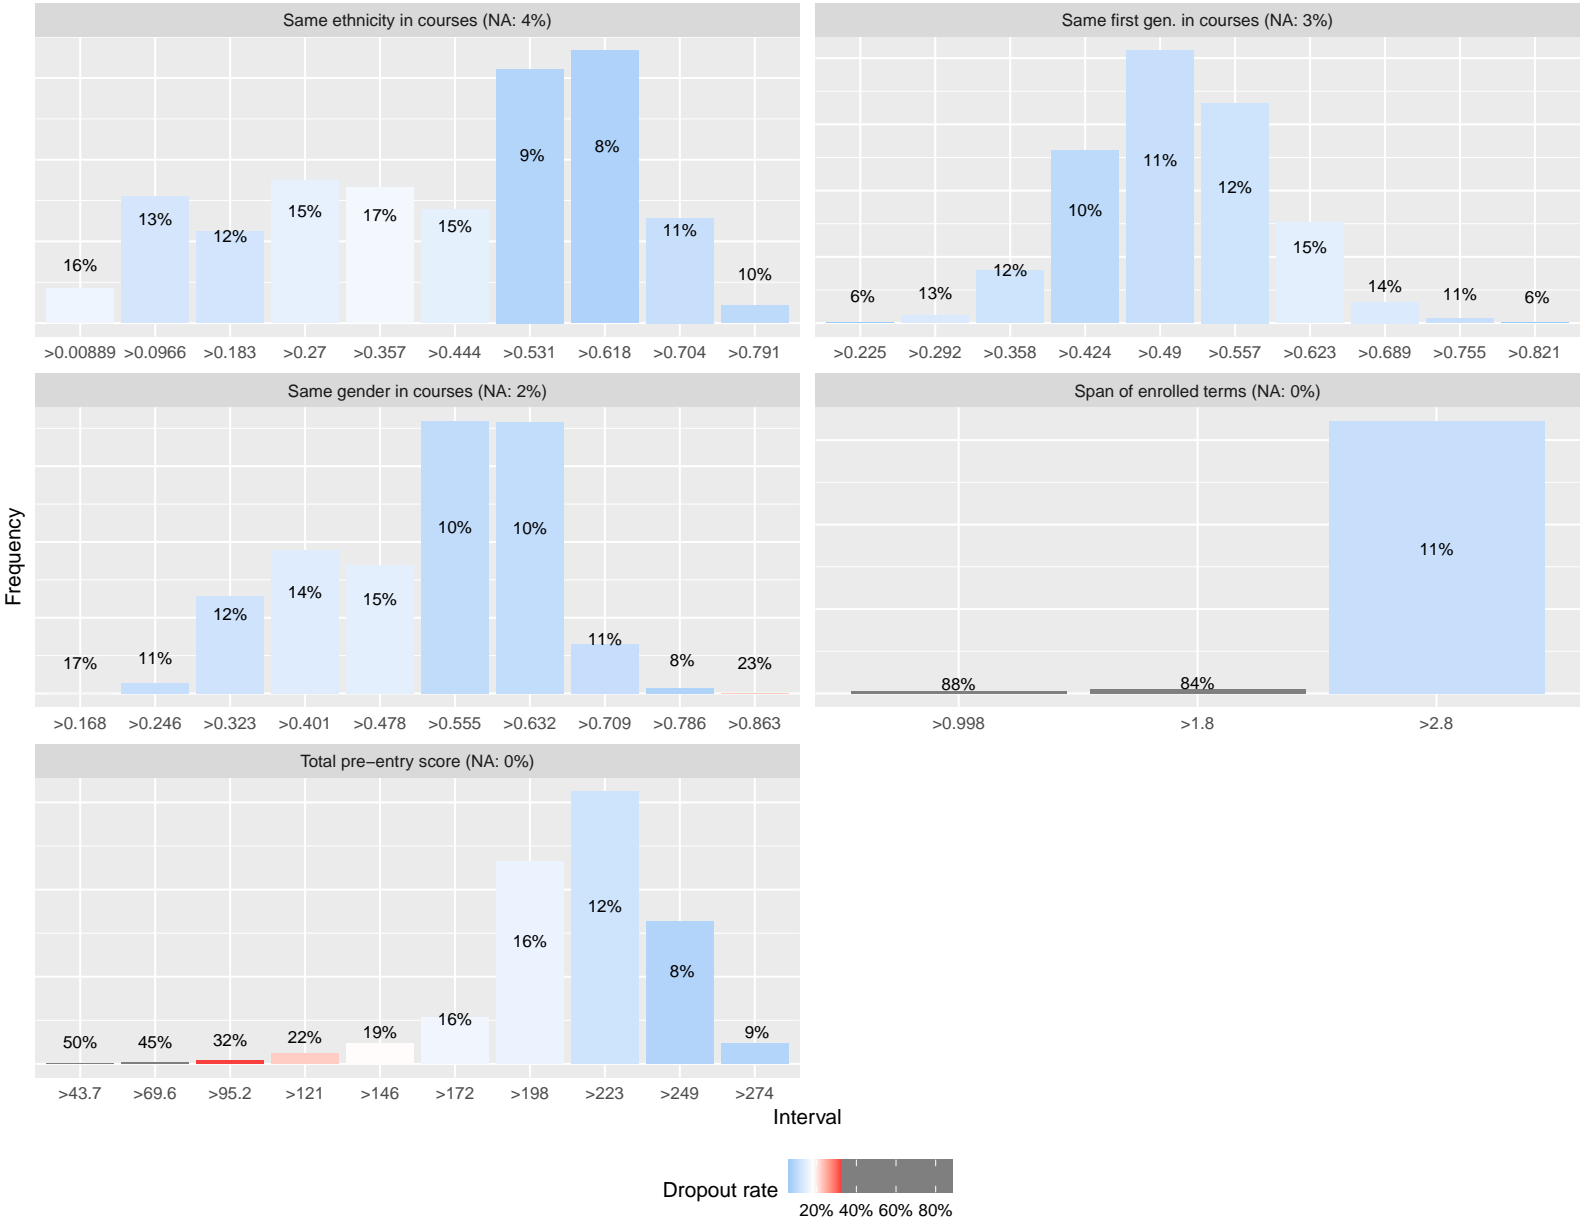 Same ethnicity in courses (NA: 4%)
16% 13% 12% 15% 17% 15% 9% 8% 11% 10%
>0.00889 >0.0966 >0.183 >0.27 >0.357 >0.444 >0.531 >0.618 >0.704 >0.791
Same first gen. in courses (NA: 3%)
6% 13% 12% 10% 11% 12% 15% 14% 11% 6%
>0.225 >0.292 >0.358 >0.424 >0.49 >0.557 >0.623 >0.689 >0.755 >0.821
Same gender in courses (NA: 2%)
17% 11% 12% 14% 15% 10% 10% 11% 8% 23%
>0.168 >0.246 >0.323 >0.401 >0.478 >0.555 >0.632 >0.709 >0.786 >0.863
Span of enrolled terms (NA: 0%)
88% 84% 11%
>0.998 >1.8 >2.8
Frequency
Total pre−entry score (NA: 0%)
50% 45% 32% 22% 19% 16% 16% 12% 8% 9%
>43.7 >69.6 >95.2 >121 >146 >172 >198 >223 >249 >274
Interval
Dropout rate
20% 40% 60% 80%